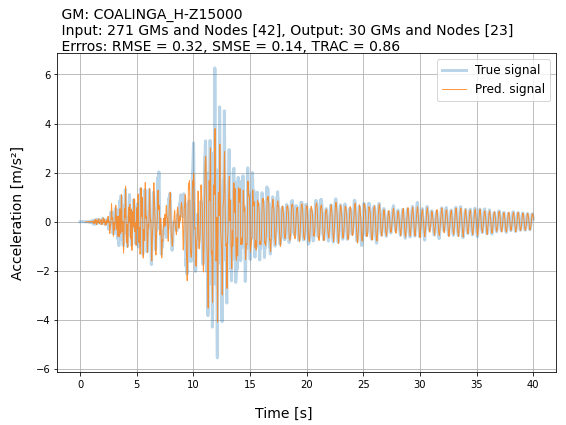 GM: COALINGA_H-Z15000
Input: 271 GMs and Nodes [42], Output: 30 GMs and Nodes [23]
Errros: RMSE = 0.32, SMSE = 0.14, TRAC = 0.86
True signal
Pred. signal
Acceleration [m/s²]
6
4
2
0
−2
−4
−6
0 5 10 15 20 25 30 35 40
Time [s]